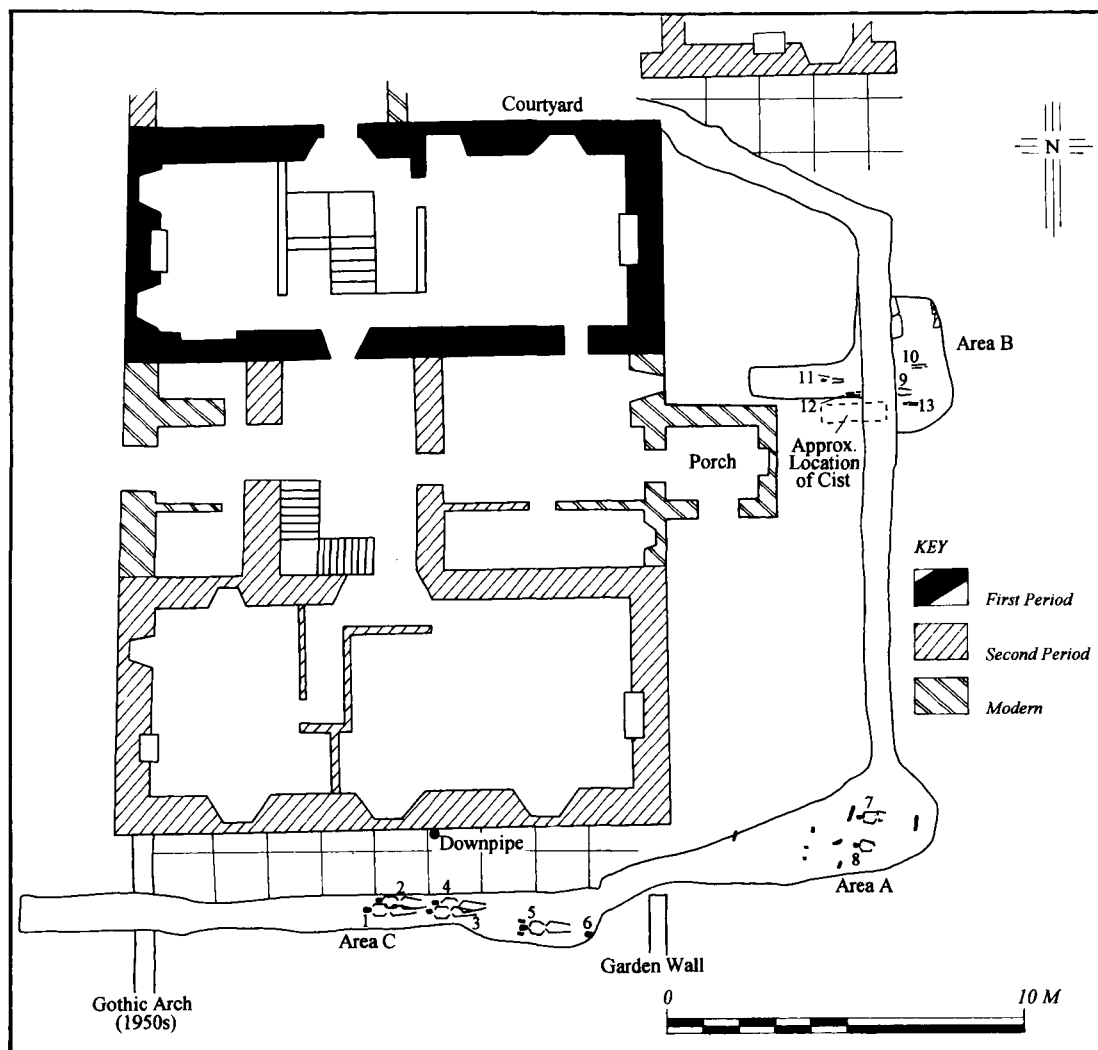 Courtyard
N
Area B
10
11
9
12
13
Approx.
Location
of Cist
Porch
KEY
First Period
Second Period
Modern
7
Downpipe
8
Area A
2
4
1
3
5
6
Area C
Garden Wall
Gothic Arch
(1950s)
0
10 M